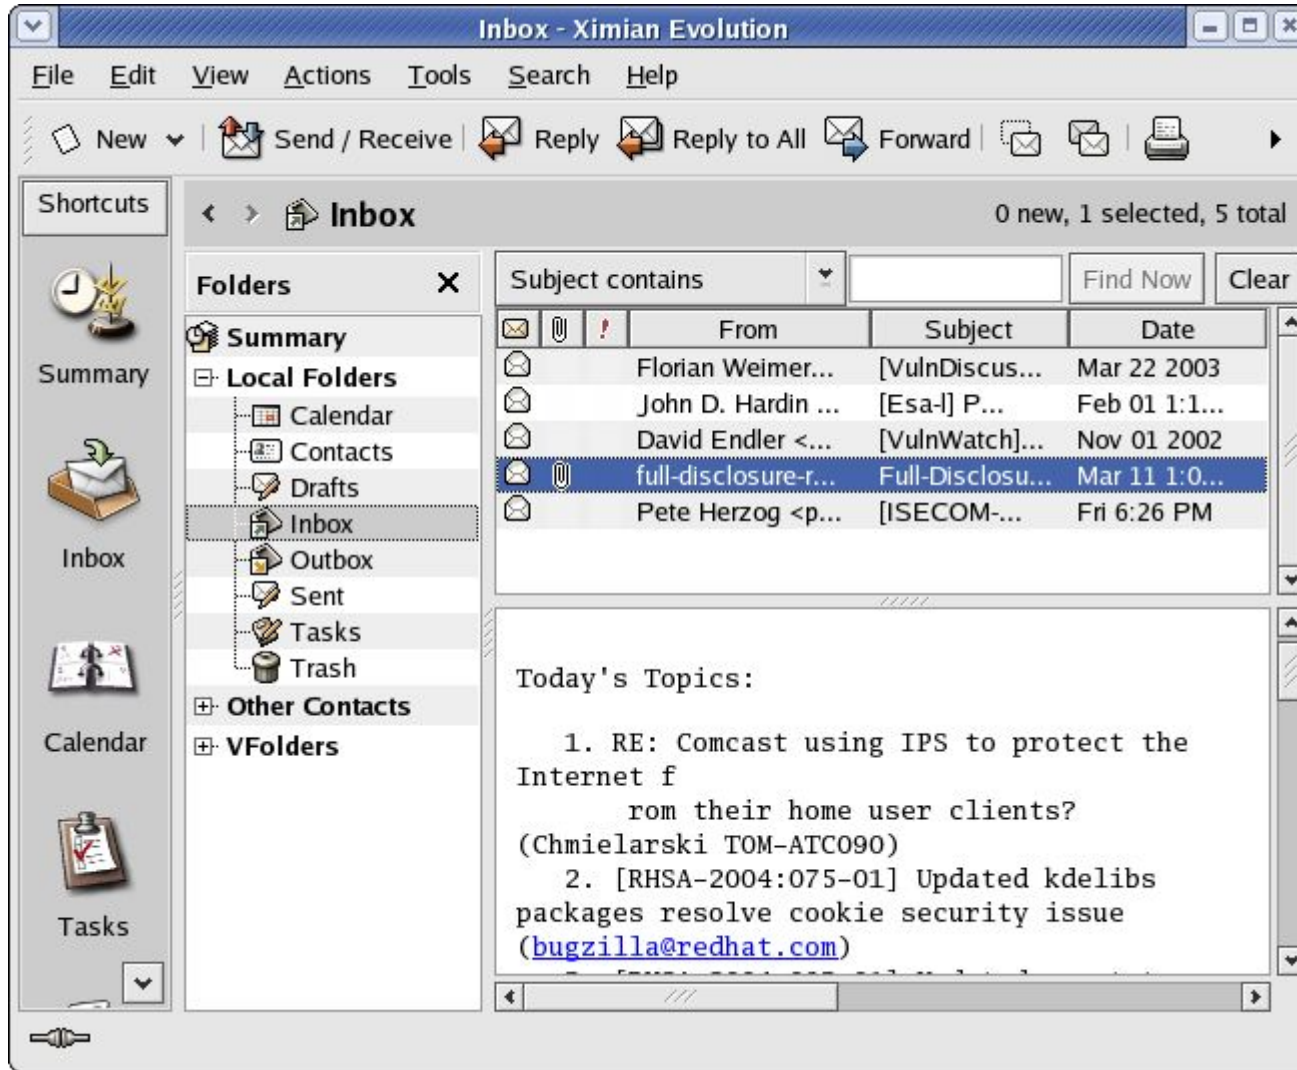 Inbox - Ximian Evolution
File Edit View Actions Tools Search Help
New Send / Receive Reply Reply to All Forward
Shortcuts
Inbox
0 new, 1 selected, 5 total
Summary
Inbox
Calendar
Tasks
Folders
Summary
Local Folders
Calendar
Contacts
Drafts
Inbox
Outbox
Sent
Tasks
Trash
Other Contacts
VFolders
Subject contains Find Now Clear
! From Subject Date
Florian Weimer... [VulnDiscus... Mar 22 2003
John D. Hardin ... [Esa-l] P... Feb 01 1:1...
David Endler <... [VulnWatch]... Nov 01 2002
full-disclosure-r... Full-Disclosu... Mar 11 1:0...
Pete Herzog <p... [ISECOM-... Fri 6:26 PM
Today's Topics:
1. RE: Comcast using IPS to protect the
Internet f
rom their home user clients?
(Chmielarski TOM-ATC090)
2. [RHSA-2004:075-01] Updated kdelibs
packages resolve cookie security issue
(bugzilla@redhat.com)